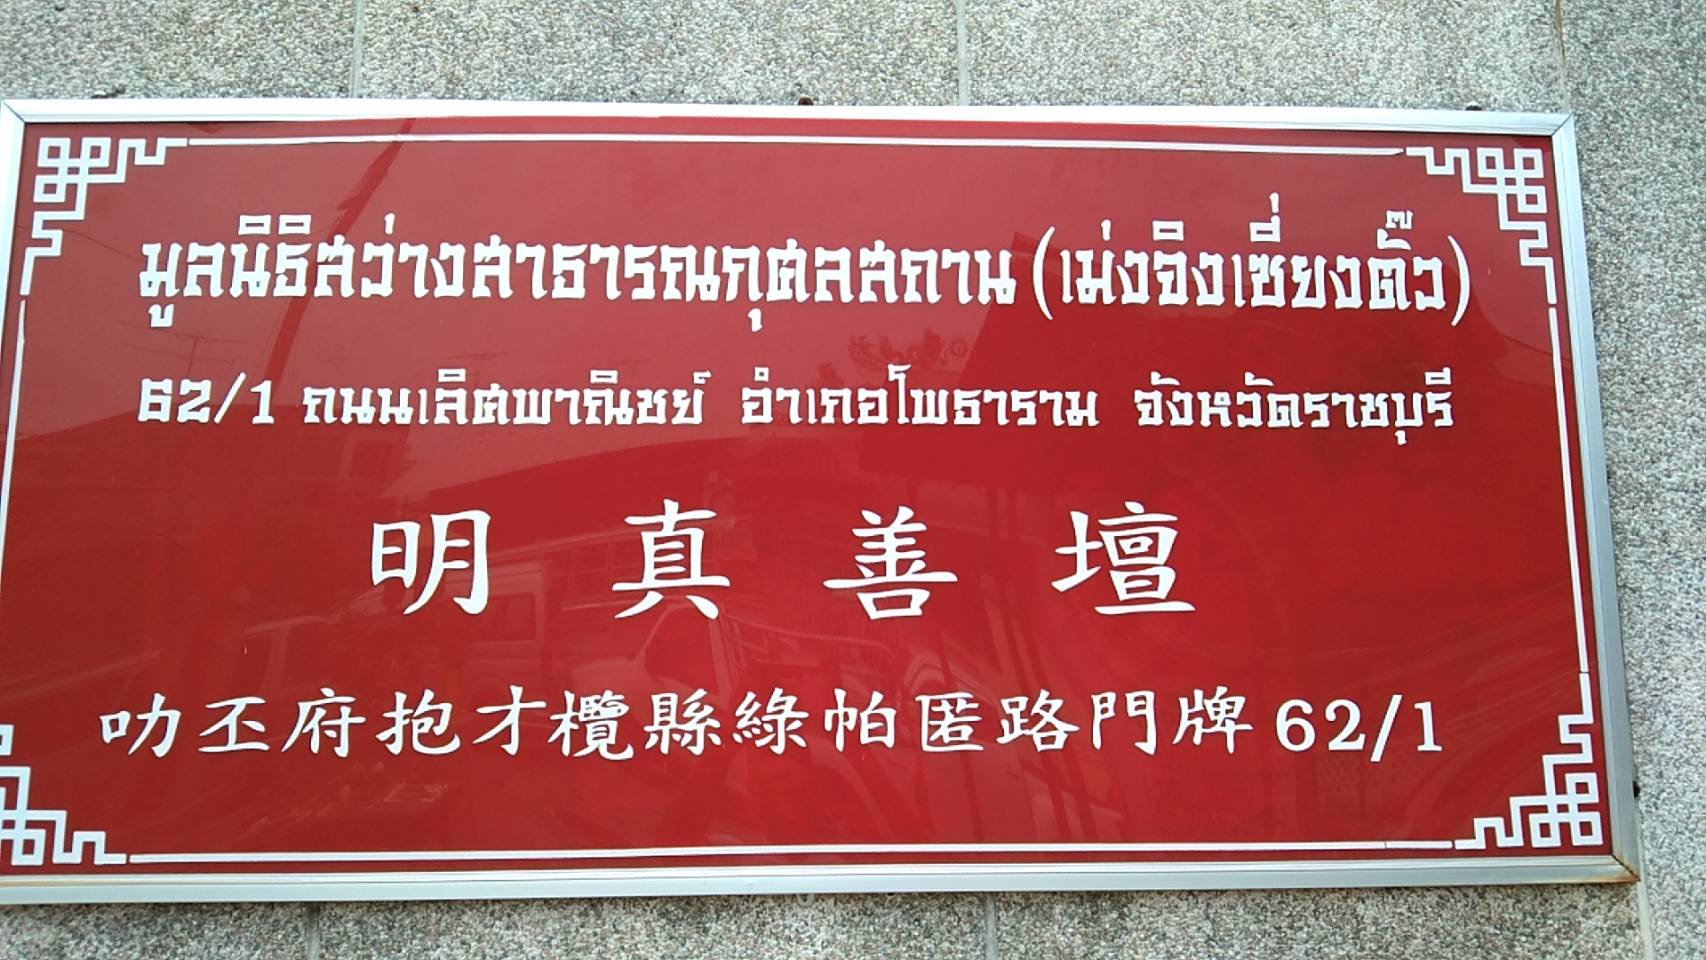 มูลนิธิสว่างสาธารณกุศลสถาน (เม่งจิงเซี่ยงตั๊ว)
62/1 ถนนเลิศพาณิชย์ อำเภอโพธาราม จังหวัดราชบุรี
明真善壇
叻丕府抱才欖縣綠帕匿路門牌62/1